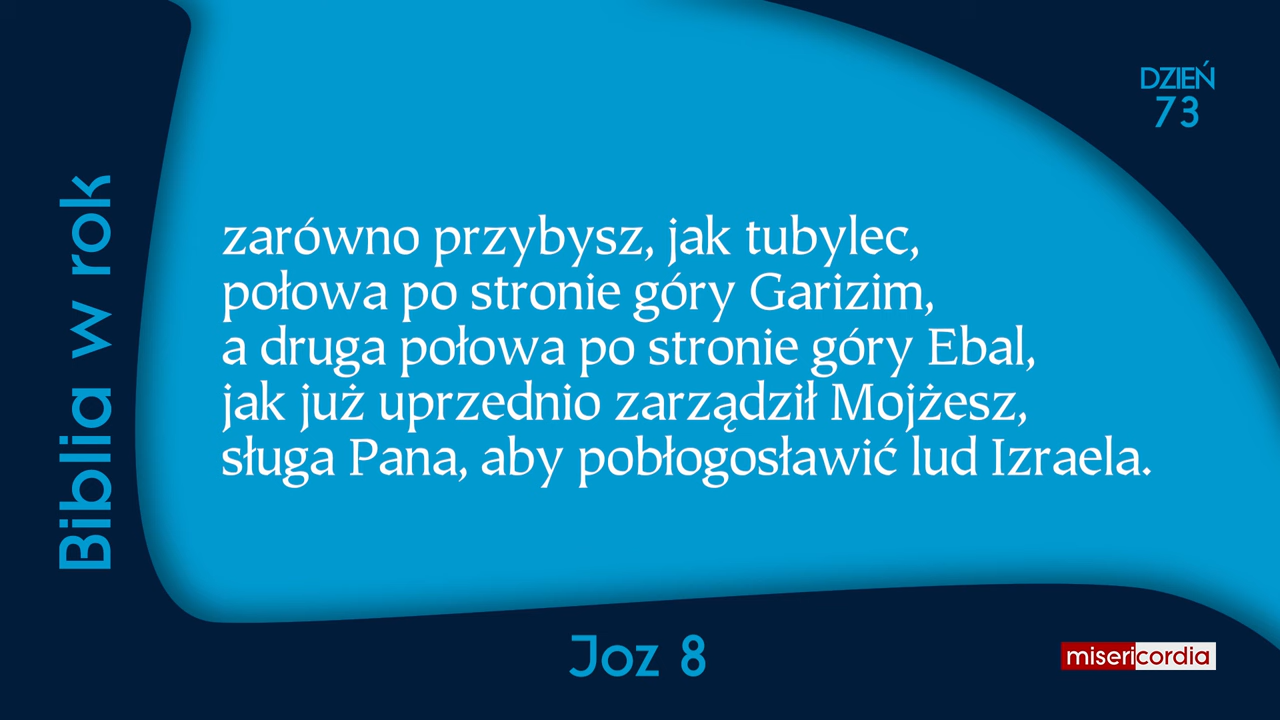 DZIEŃ
73
Biblia w rok
zarówno przybysz, jak tubylec,
połowa po stronie góry Garizim,
a druga połowa po stronie góry Ebal,
jak już uprzednio zarządził Mojżesz,
sługa Pana, aby pobłogosławić lud Izraela.
Joz 8
misericordia